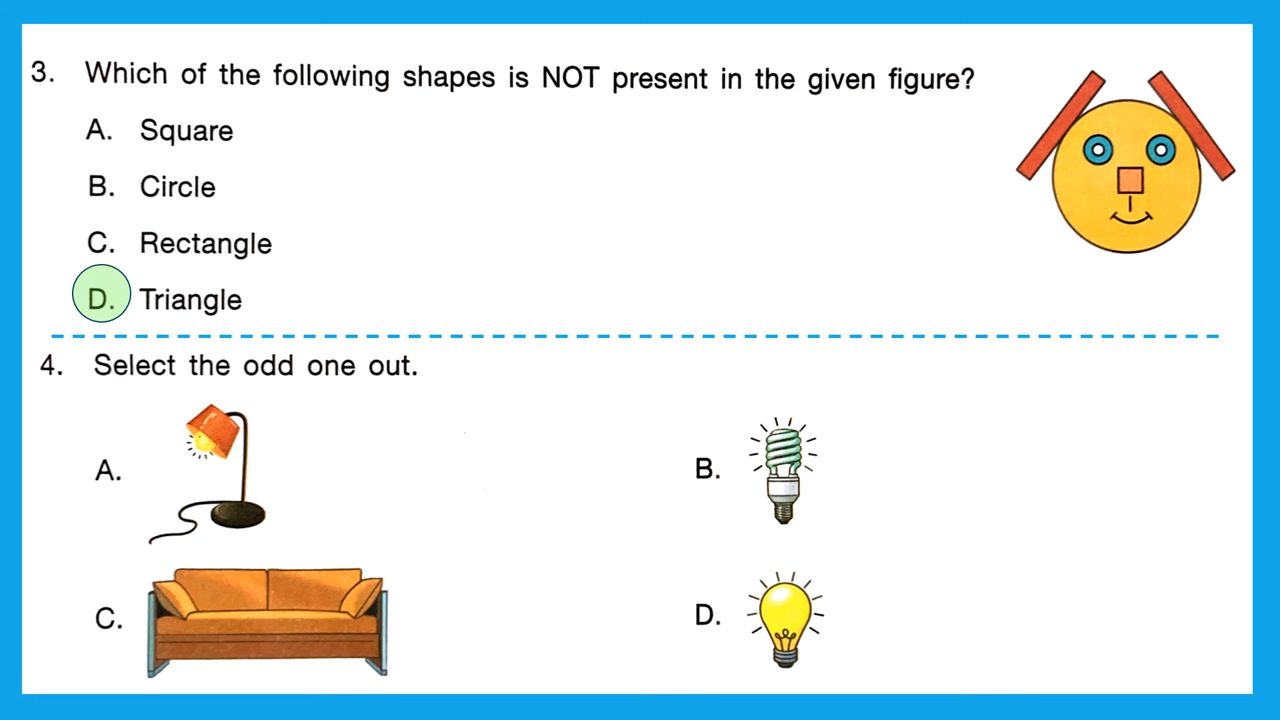 3. Which of the following shapes is NOT present in the given figure?
A. Square
B. Circle
C. Rectangle
D. Triangle
4. Select the odd one out.
A.
B.
C.
D.